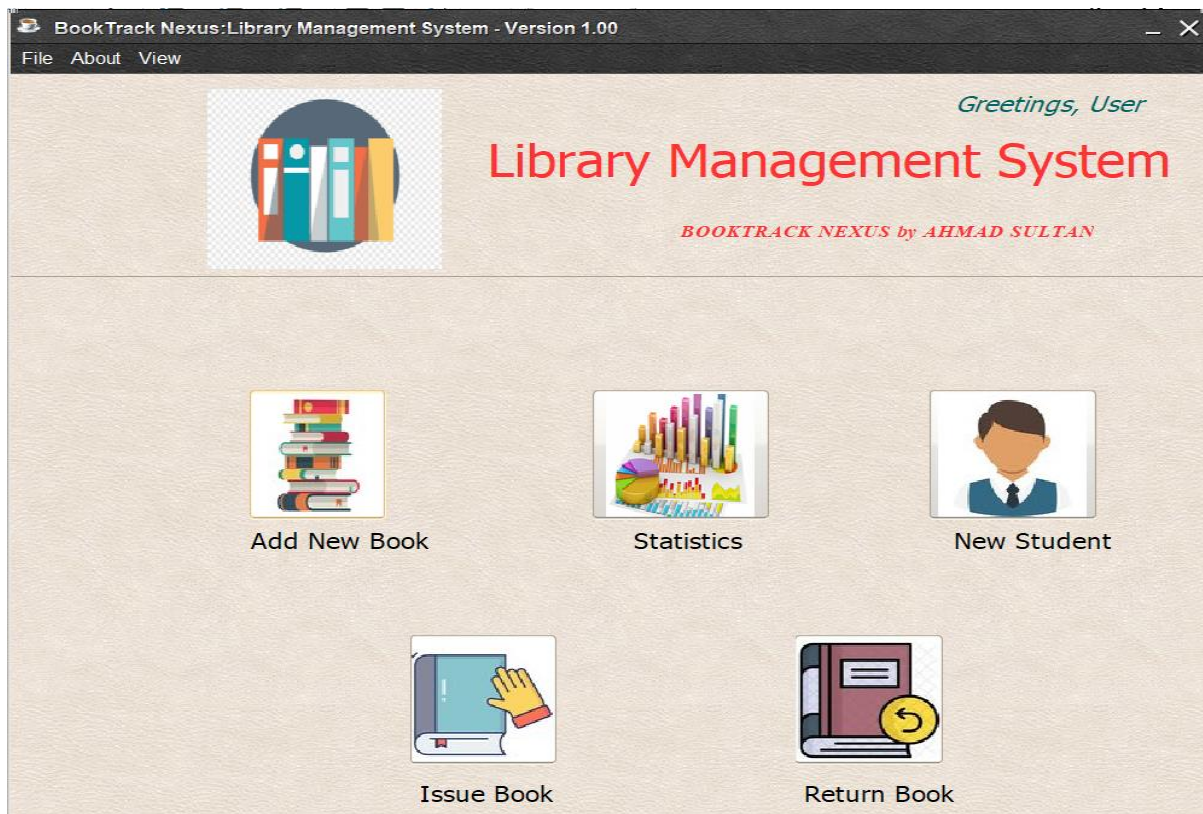 BookTrack Nexus:Library Management System - Version 1.00
File About View
Greetings, User
Library Management System
BOOKTRACK NEXUS by AHMAD SULTAN
Add New Book
Statistics
New Student
Issue Book
Return Book